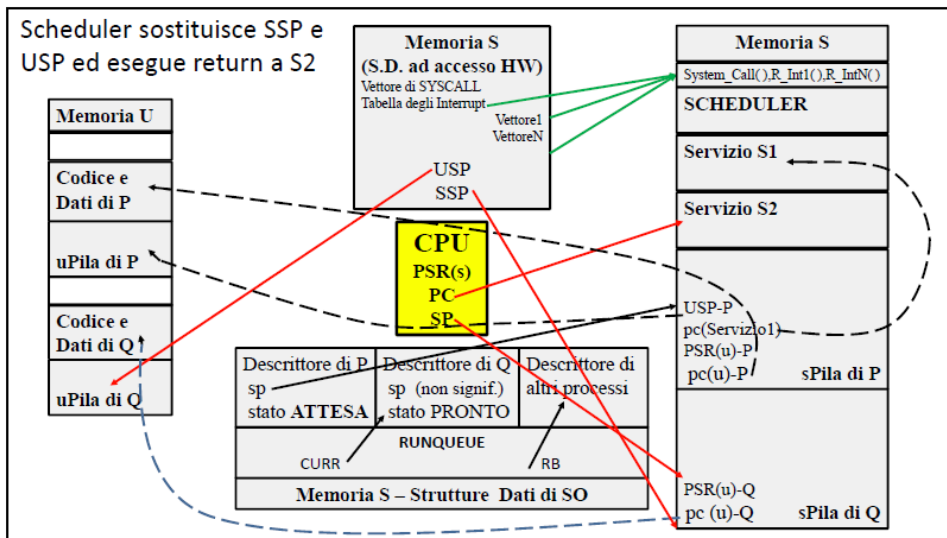 Scheduler sostituisce SSP e
USP ed esegue return a S2
Memoria U
Codice e
Dati di P
uPila di P
Codice e
Dati di Q
uPila di Q
Memoria S
(S.D. ad accesso HW)
Vettore di SYSCALL
Tabella degli Interrupt
Vettore1
VettoreN
USP
SSP
CPU
PSR(s)
PC
SP
Descrittore di P
sp
stato ATTESA
Descrittore di Q
sp (non signif.)
stato PRONTO
Descrittore di
altri processi
RUNQUEUE
CURR
RB
Memoria S – Strutture Dati di SO
Memoria S
System_Call(),R_Int1(),R_IntN()
SCHEDULER
Servizio S1
Servizio S2
USP-P
pc(Servizio1)
PSR(u)-P
pc(u)-P
sPila di P
PSR(u)-Q
pc (u)-Q
sPila di Q